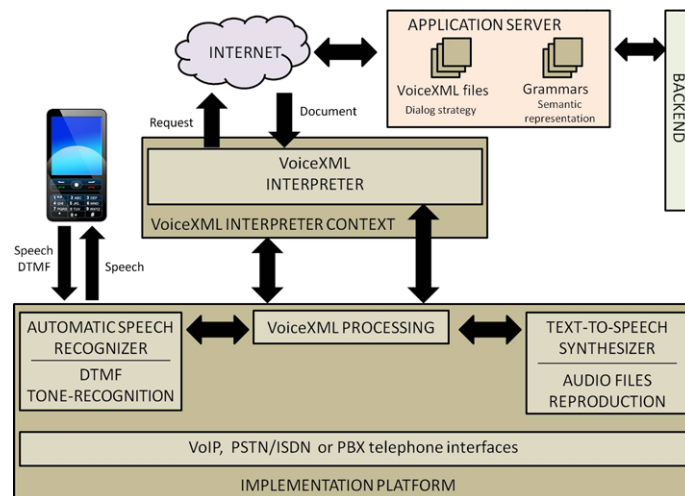 APPLICATION SERVER
INTERNET
VoiceXML files
Dialog strategy
Grammars
Semantic
representation
BACKEND
Request
Document
VoiceXML
INTERPRETER
VoiceXML INTERPRETER CONTEXT
Speech
DTMF
Speech
AUTOMATIC SPEECH
RECOGNIZER
DTMF
TONE-RECOGNITION
VoiceXML PROCESSING
TEXT-TO-SPEECH
SYNTHESIZER
AUDIO FILES
REPRODUCTION
VoIP, PSTN/ISDN or PBX telephone interfaces
IMPLEMENTATION PLATFORM